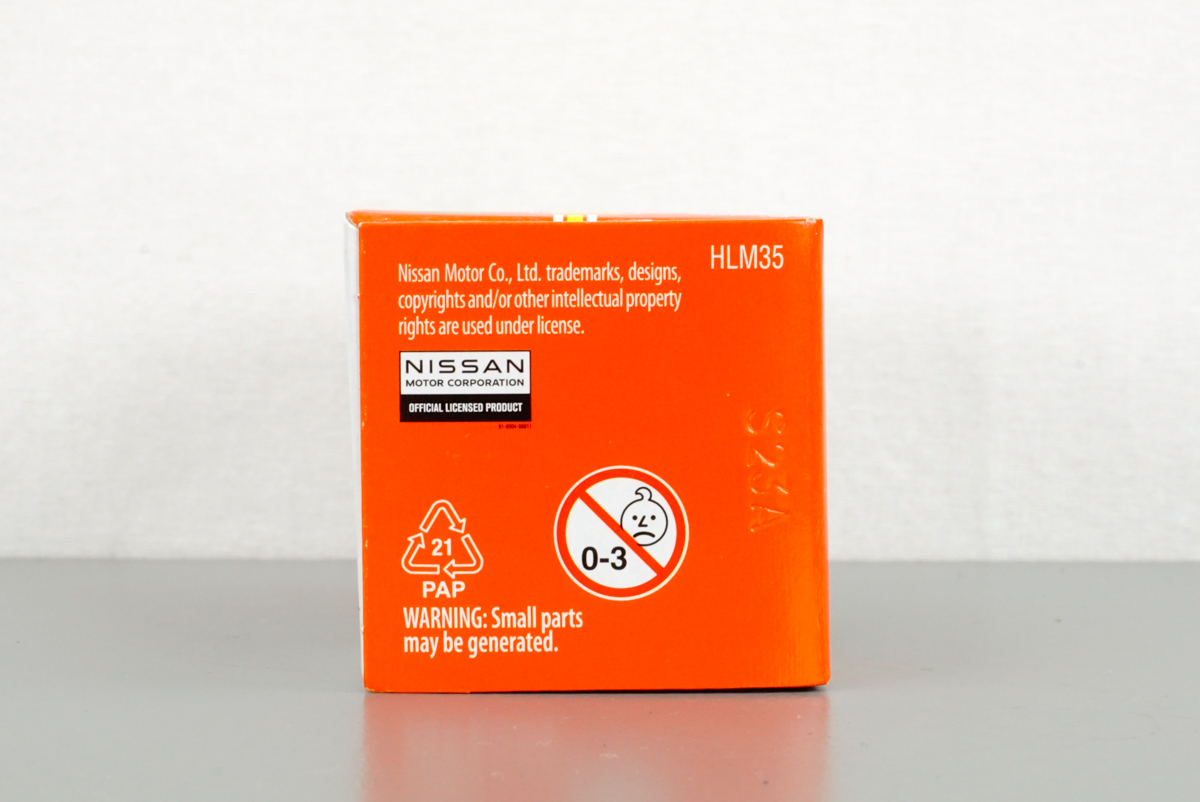 HLM35
Nissan Motor Co., Ltd. trademarks, designs,
copyrights and/or other intellectual property
rights are used under license.
NISSAN
MOTOR CORPORATION
OFFICIAL LICENSED PRODUCT
21
PAP
0-3
WARNING: Small parts
may be generated.